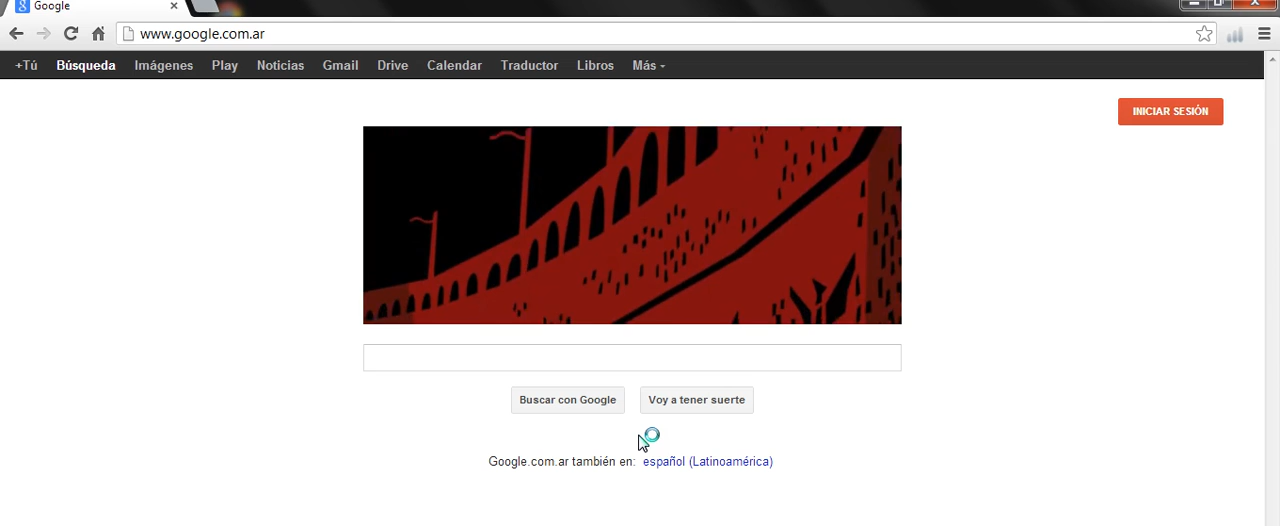 Google
www.google.com.ar
+Tú Búsqueda Imágenes Play Noticias Gmail Drive Calendar Traductor Libros Más
INICIAR SESIÓN
Buscar con Google Voy a tener suerte
Google.com.ar también en: español (Latinoamérica)